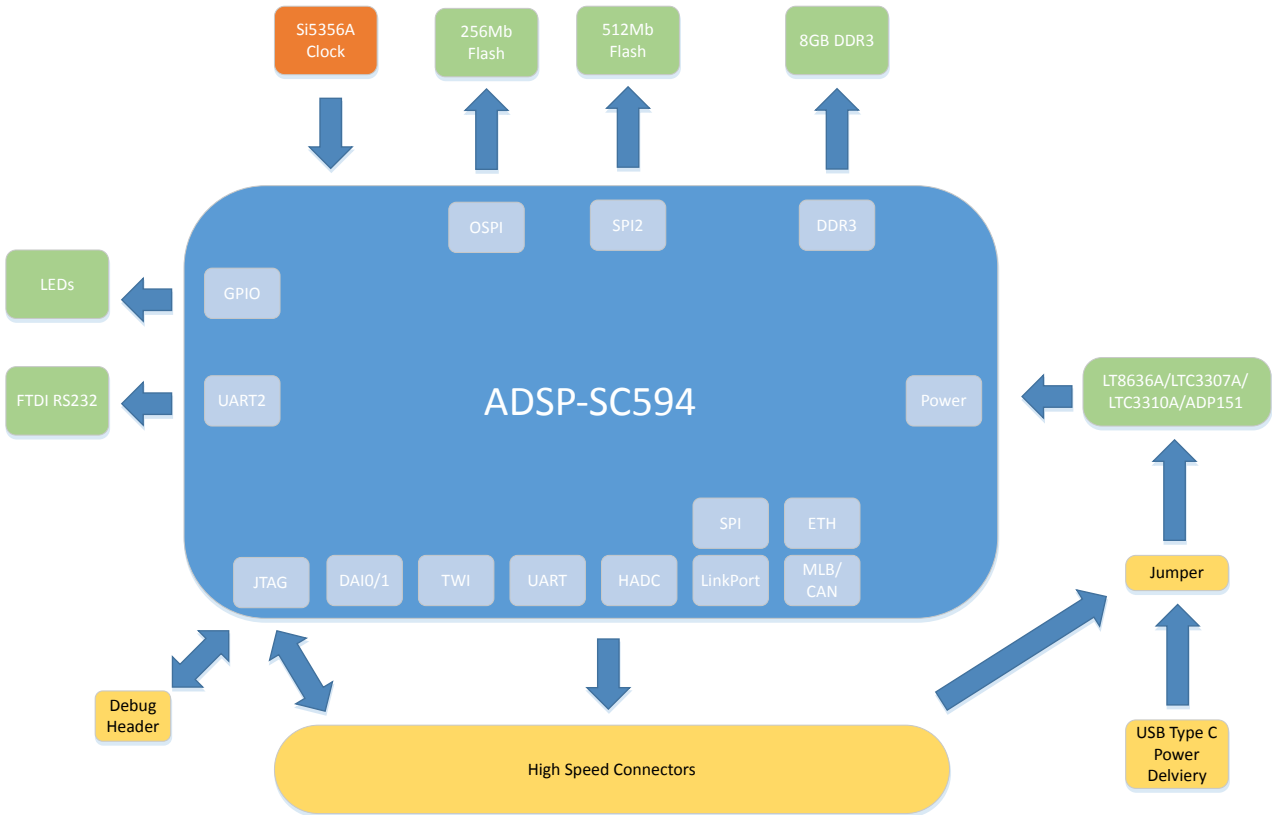 Si5356A
Clock
256Mb
Flash
512Mb
Flash
8GB DDR3
OSPI
SPI2
DDR3
LEDs
GPIO
FTDI RS232
UART2
ADSP-SC594
Power
LT8636A/LTC3307A/
LTC3310A/ADP151
SPI
ETH
JTAG
DAI0/1
TWI
UART
HADC
LinkPort
MLB/
CAN
Jumper
Debug
Header
High Speed Connectors
USB Type C
Power
Delviery